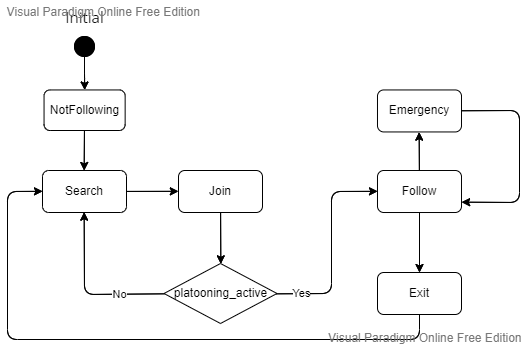 Visual Paradigm Online Free Edition
Initial
NotFollowing
Emergency
Search
Join
Follow
platooning_active
No
Yes
Exit
Visual Paradigm Online Free Edition